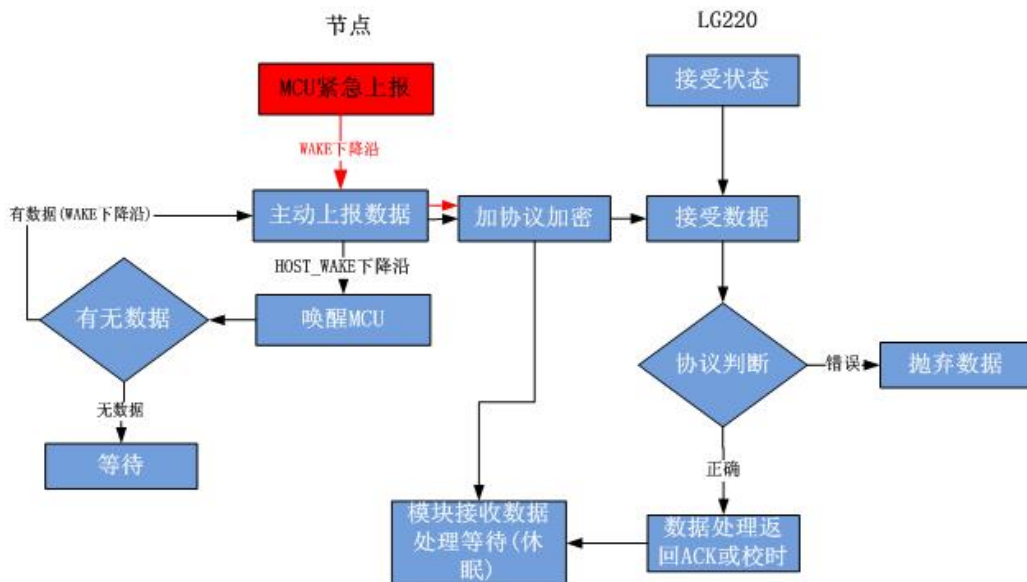 节点
LG220
MCU紧急上报
接受状态
WAKE下降沿
有数据(WAKE下降沿)
主动上报数据
加协议加密
接受数据
HOST_WAKE下降沿
有无数据
唤醒MCU
协议判断
错误
抛弃数据
无数据
等待
正确
模块接收数据
处理等待(休
眠)
数据处理返
回ACK或校时